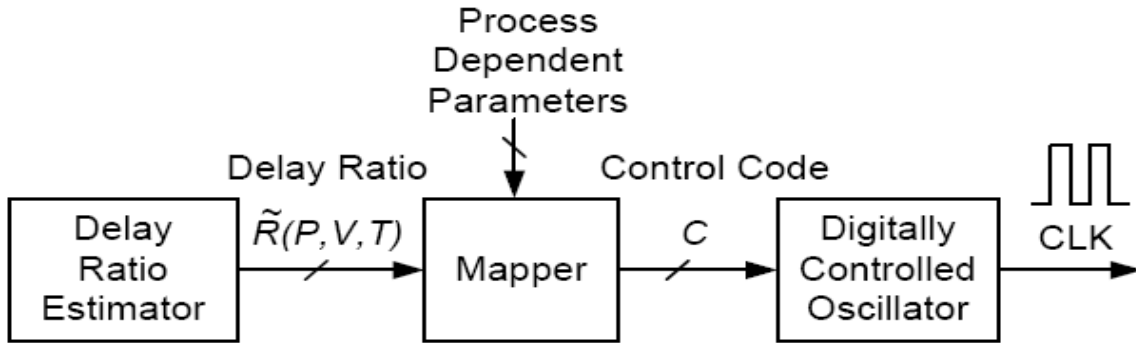 Process
Dependent
Parameters
Delay Ratio
Control Code
Delay
Ratio
Estimator
R̃(P,V,T)
Mapper
C
Digitally
Controlled
Oscillator
CLK